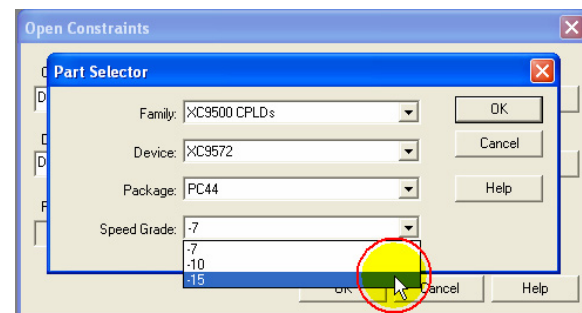 Open Constraints
Part Selector
Family: XC9500 CPLDs
OK
Device: XC9572
Cancel
Package: PC44
Help
Speed Grade: -7
-7
-10
-15
OK
Cancel
Help